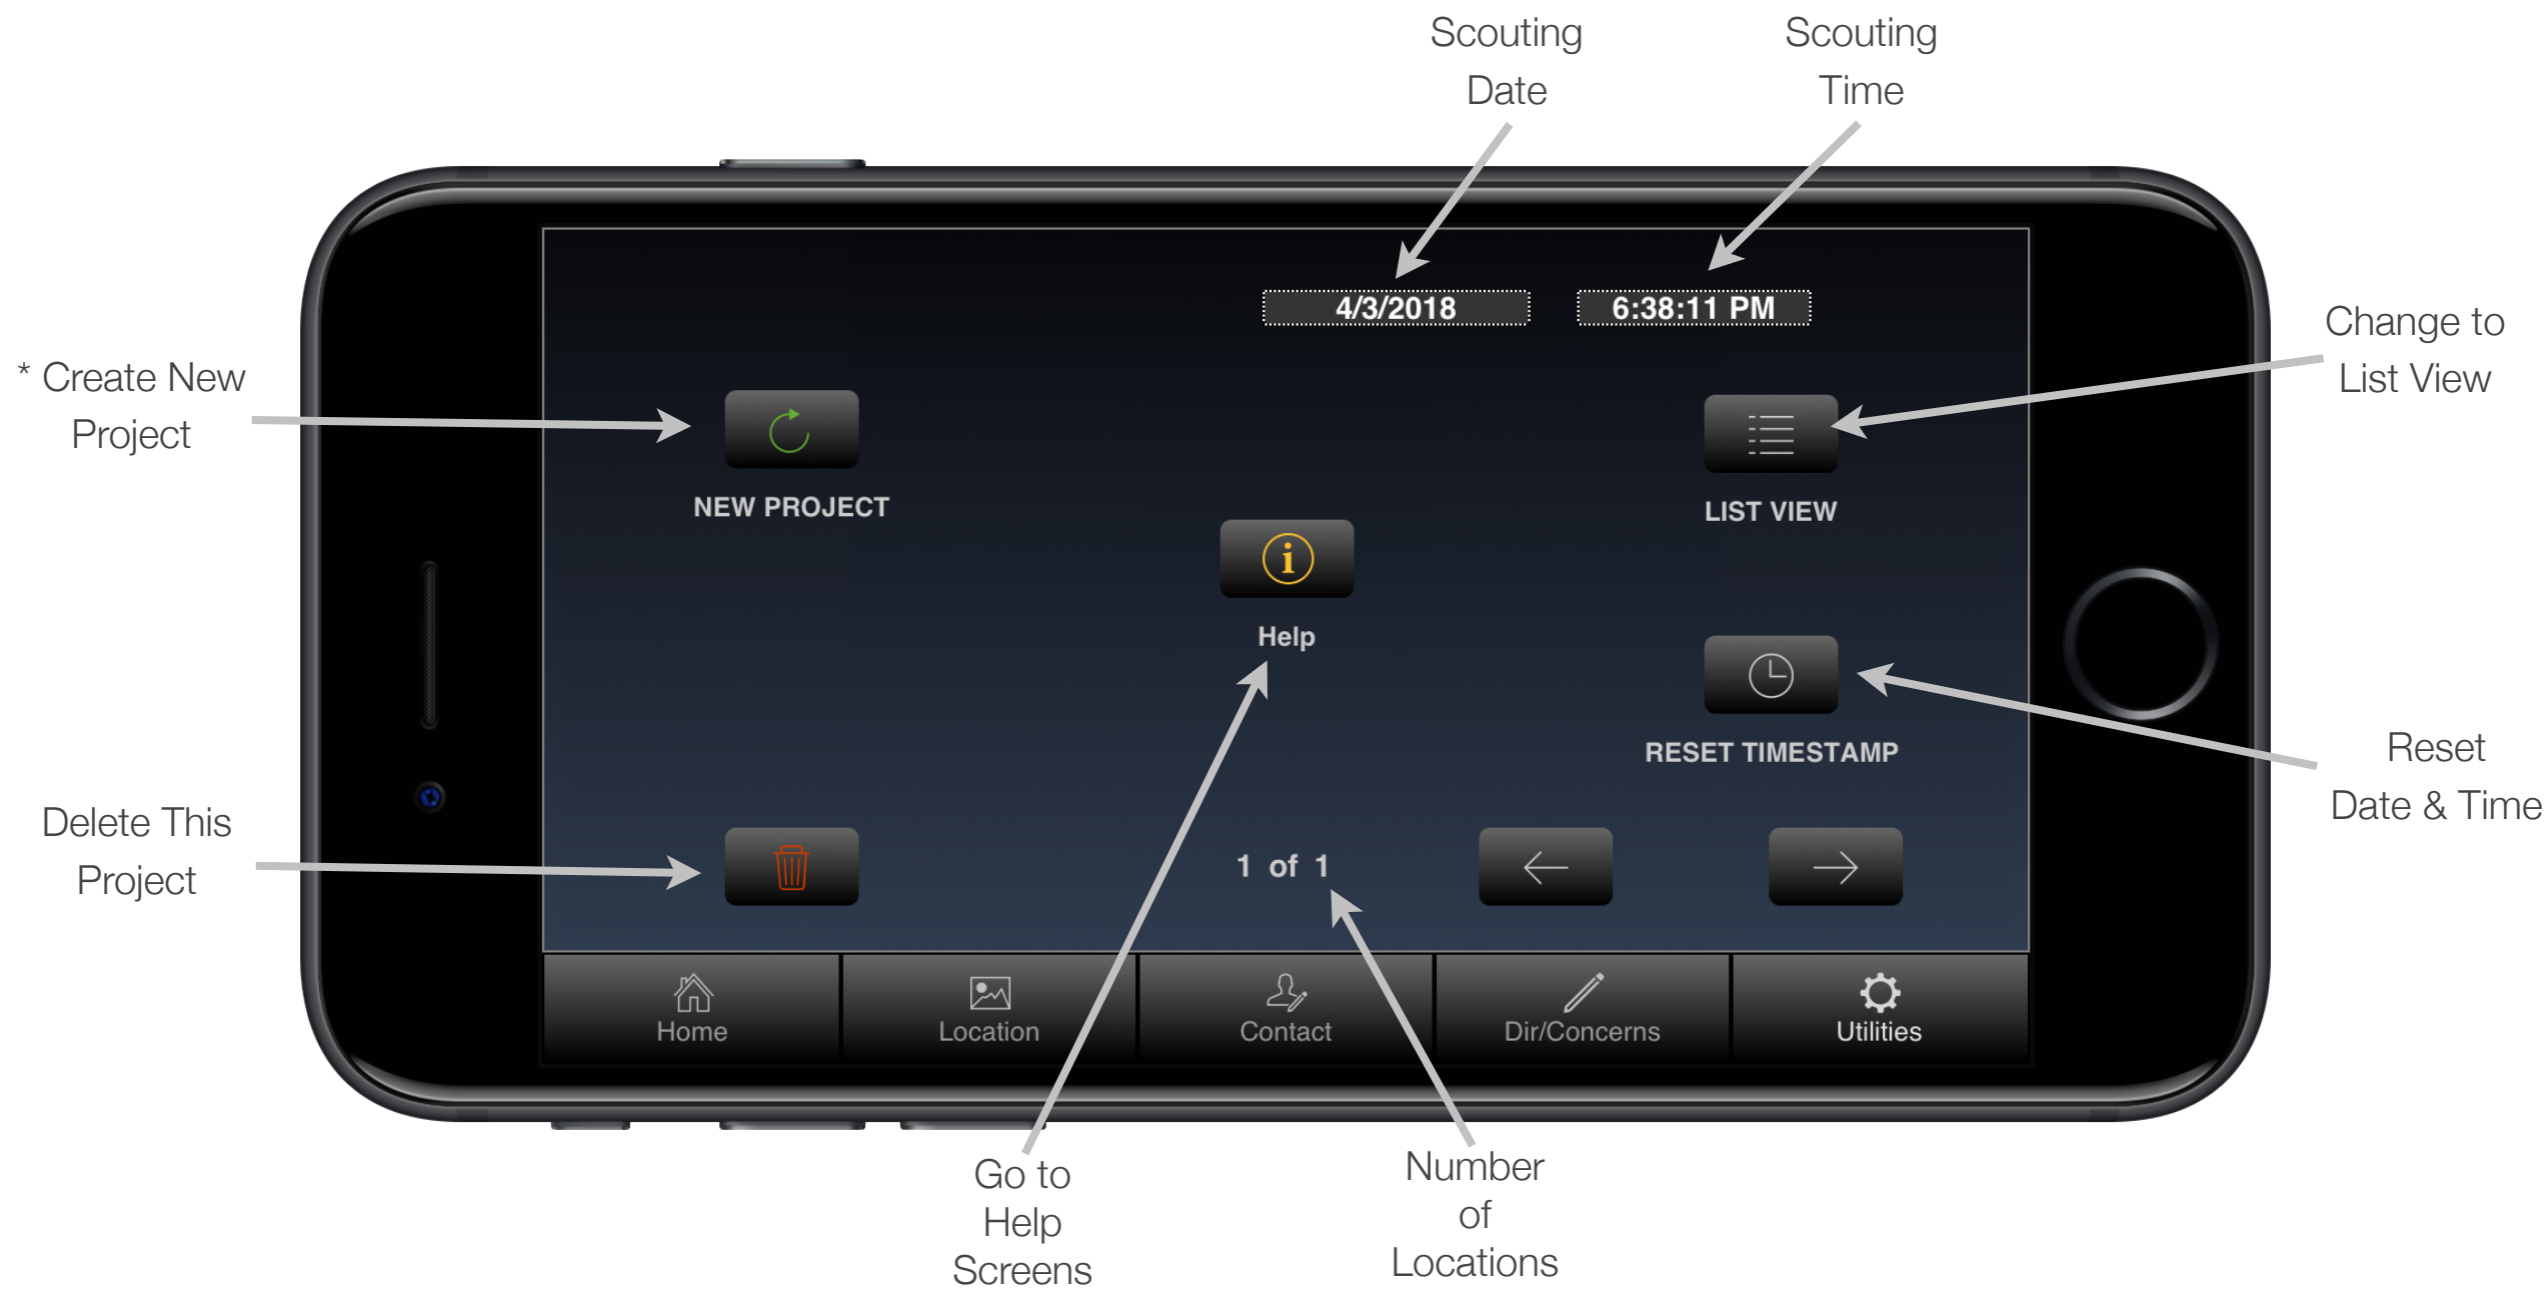 Scouting
Date
Scouting
Time
4/3/2018
6:38:11 PM
Change to
List View
* Create New
Project
NEW PROJECT
LIST VIEW
Help
RESET TIMESTAMP
Reset
Date & Time
Delete This
Project
1 of 1
Home
Location
Contact
Dir/Concerns
Utilities
Go to
Help
Screens
Number
of
Locations